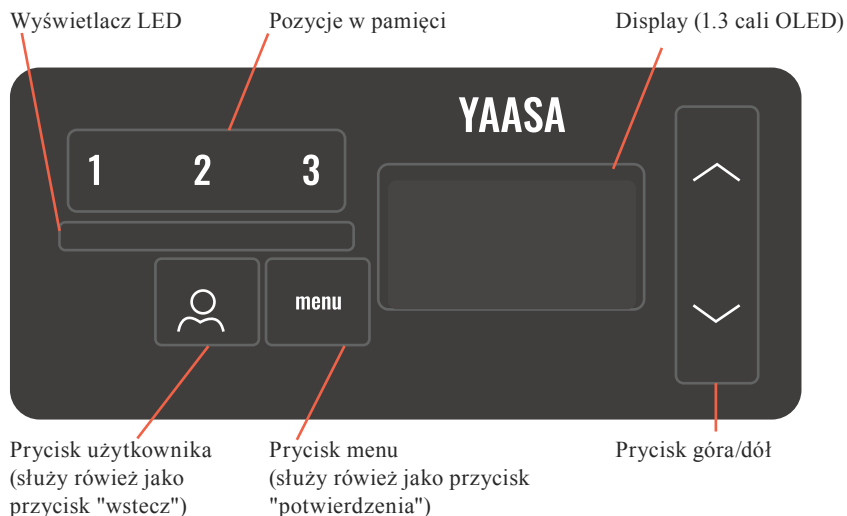 Wyświetlacz LED
Pozycje w pamięci
Display (1.3 cali OLED)
YAASA
1 2 3
menu
Prycisk użytkownika
(służy rówież jako
przycisk "wstecz")
Prycisk menu
(służy rówież jako przycisk
"potwierdzenia")
Prycisk góra/dół